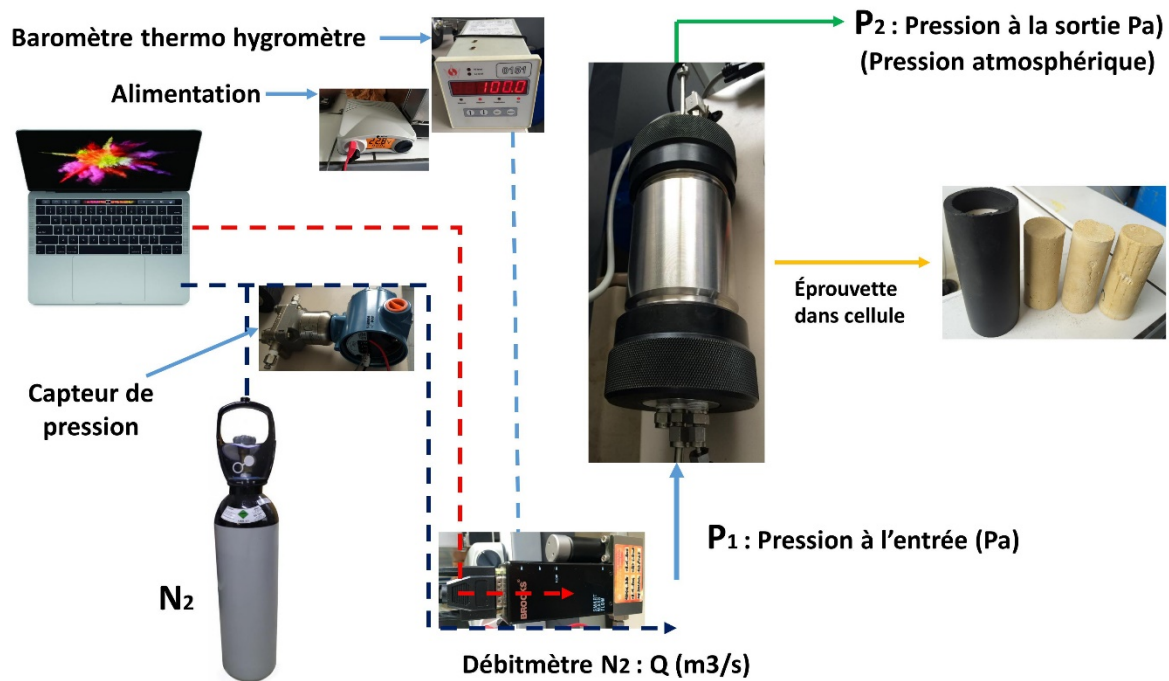 Baromètre thermo hygromètre
Alimentation
0151
100.0
P2 : Pression à la sortie Pa)
(Pression atmosphérique)
Éprouvette
dans cellule
Capteur de
pression
N2
P1 : Pression à l’entrée (Pa)
BROOKS
Débitmètre N2 : Q (m3/s)